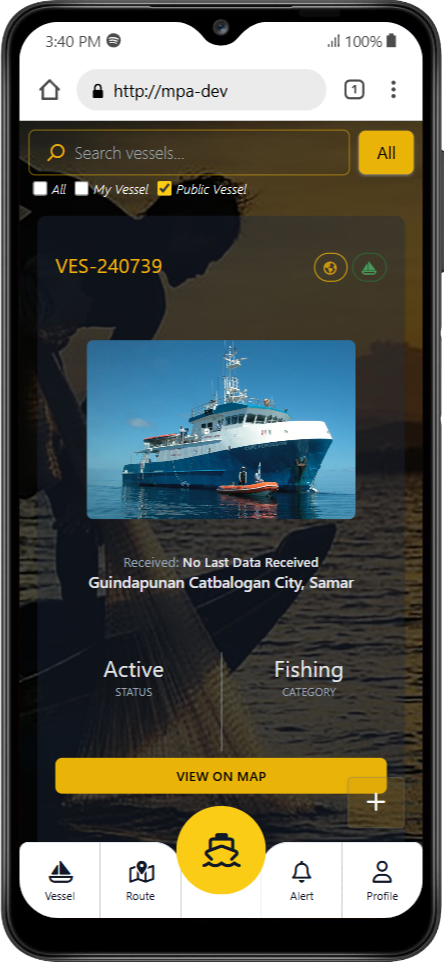 3:40 PM
100%
http://mpa-dev
1
Search vessels...
All
All
My Vessel
Public Vessel
VES-240739
Received: No Last Data Received
Guindapunan Catbalogan City, Samar
Active
STATUS
Fishing
CATEGORY
VIEW ON MAP
+
Vessel
Route
Alert
Profile